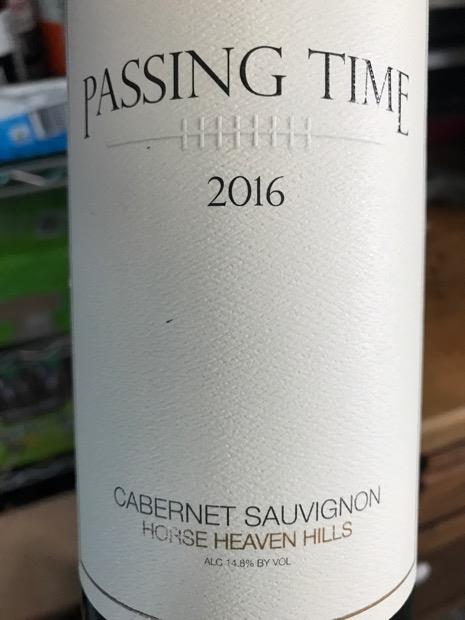 PASSING TIME
2016
CABERNET SAUVIGNON
HORSE HEAVEN HILLS
ALC 14.8% BY VOL